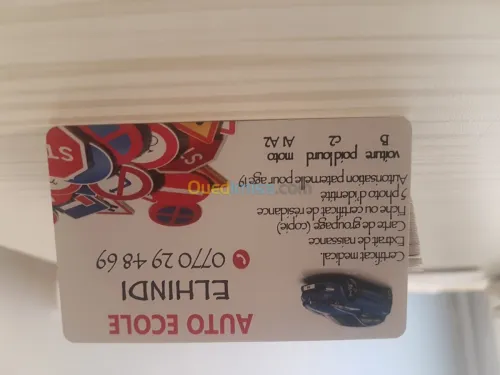 AUTO ECOLE
ELHINDI
0770 29 48 69
Certificat medical.
Extrait de naissance
Carte de groupage (copie)
Fiche ou certificat de résidance
5 photo d'identité
Autorisation paternelle pour age 19
voiture poid lourd moto
B c2 A1 A2